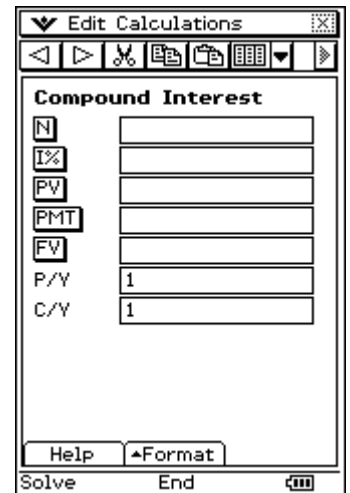 Edit Calculations
Compound Interest
N
I%
PV
PMT
FV
P/Y 1
C/Y 1
Help Format
Solve End